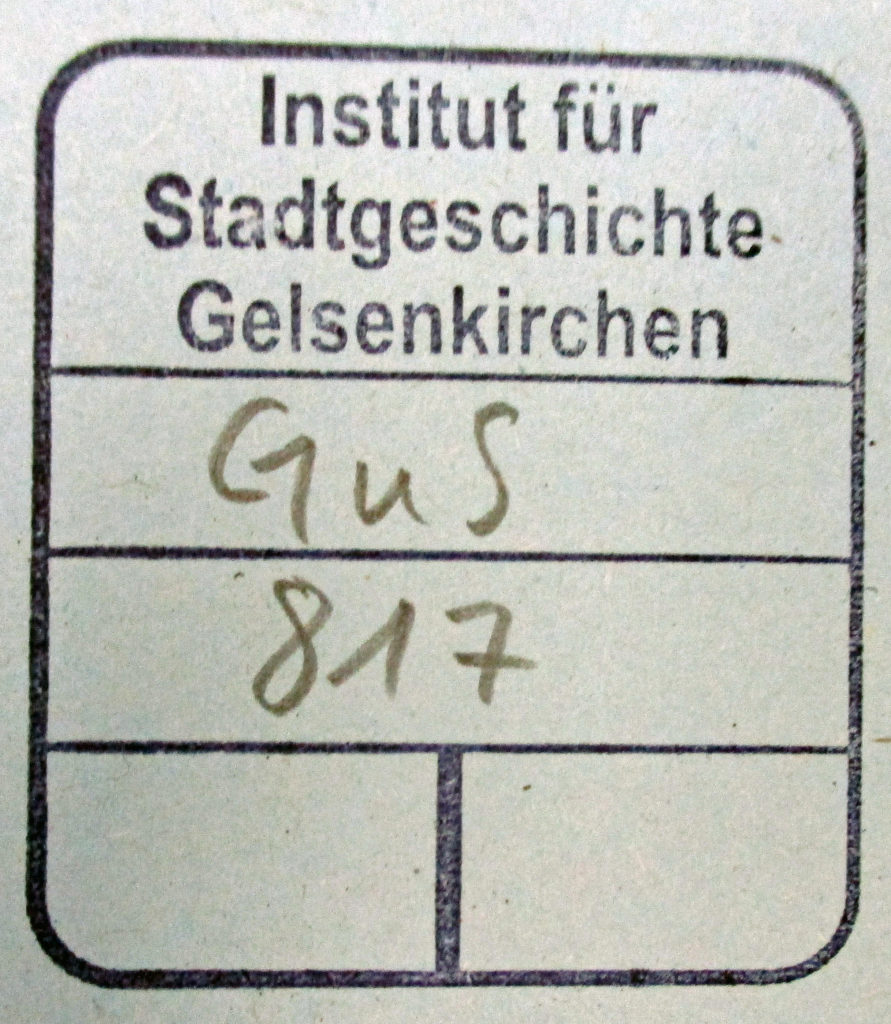 Institut für
Stadtgeschichte
Gelsenkirchen
GuS
817